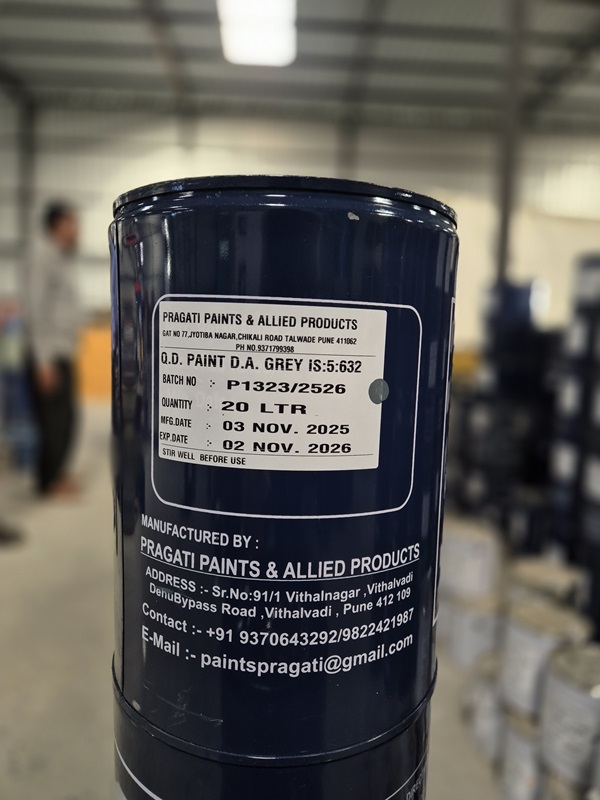 PRAGATI PAINTS & ALLIED PRODUCTS
GAT NO 77,JYOTIBA NAGAR,CHIKALI ROAD TALWADE PUNE 411062
PH NO.9371799398
Q.D. PAINT D.A. GREY IS:5:632
BATCH NO :- P1323/2526
QUANTITY :- 20 LTR
MFG.DATE :- 03 NOV. 2025
EXP.DATE :- 02 NOV. 2026
STIR WELL BEFORE USE
MANUFACTURED BY :
PRAGATI PAINTS & ALLIED PRODUCTS
ADDRESS :- Sr.No:91/1 Vithalnagar ,Vithalvadi
DehuBypass Road ,Vithalvadi , Pune 412 109
Contact :- +91 9370643292/9822421987
E-Mail :- paintspragati@gmail.com